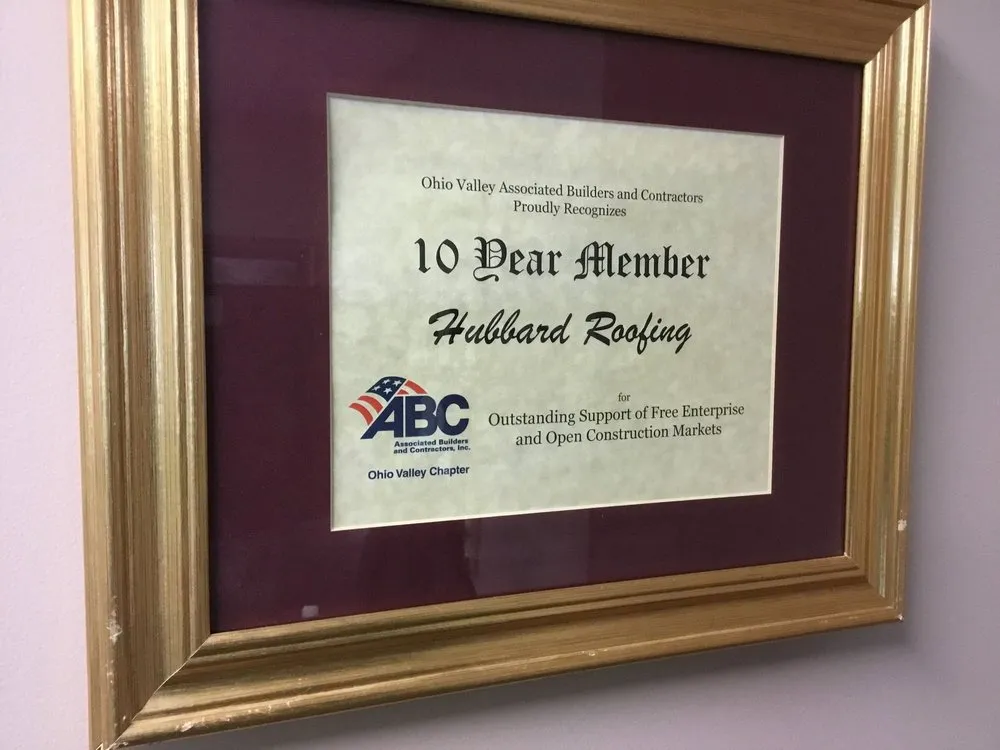 Ohio Valley Associated Builders and Contractors
Proudly Recognizes
10 Year Member
Hubbard Roofing
for
Outstanding Support of Free Enterprise
and Open Construction Markets
ABC
Associated Builders
and Contractors, Inc.
Ohio Valley Chapter